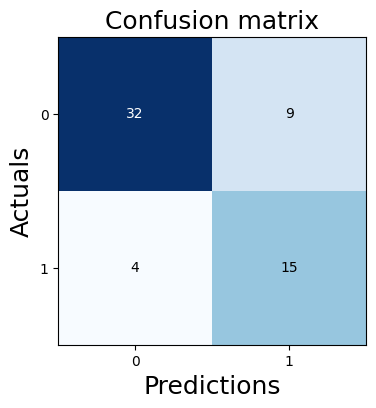 Confusion matrix
Actuals
0
32
9
1
4
15
0
1
Predictions